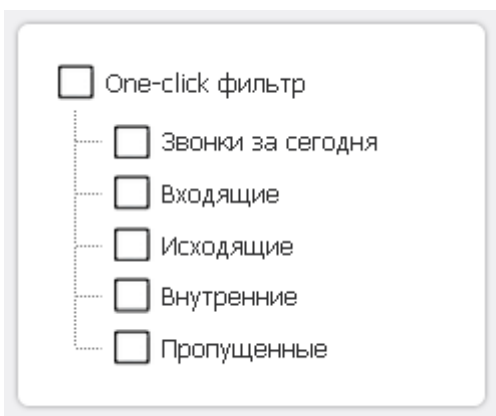 One-click фильтр
Звонки за сегодня
Входящие
Исходящие
Внутренние
Пропущенные